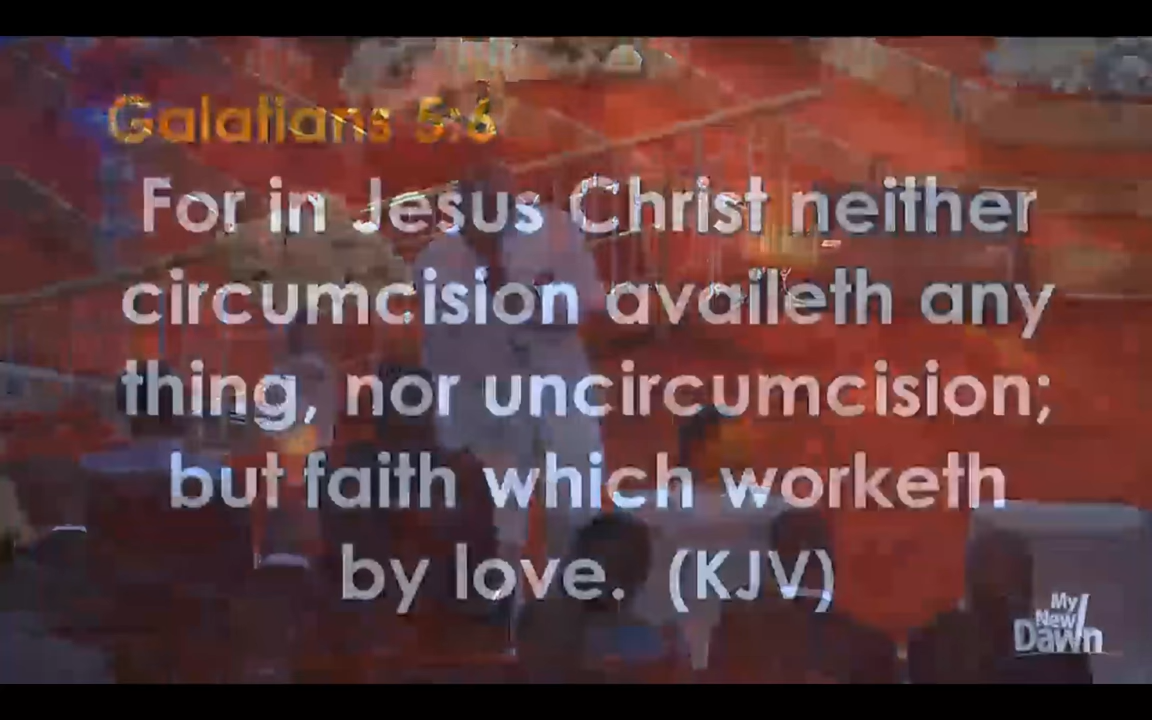 Galatians 5:6
For in Jesus Christ neither
circumcision availeth any
thing, nor uncircumcision;
but faith which worketh
by love. (KJV)
My
New
Dawn